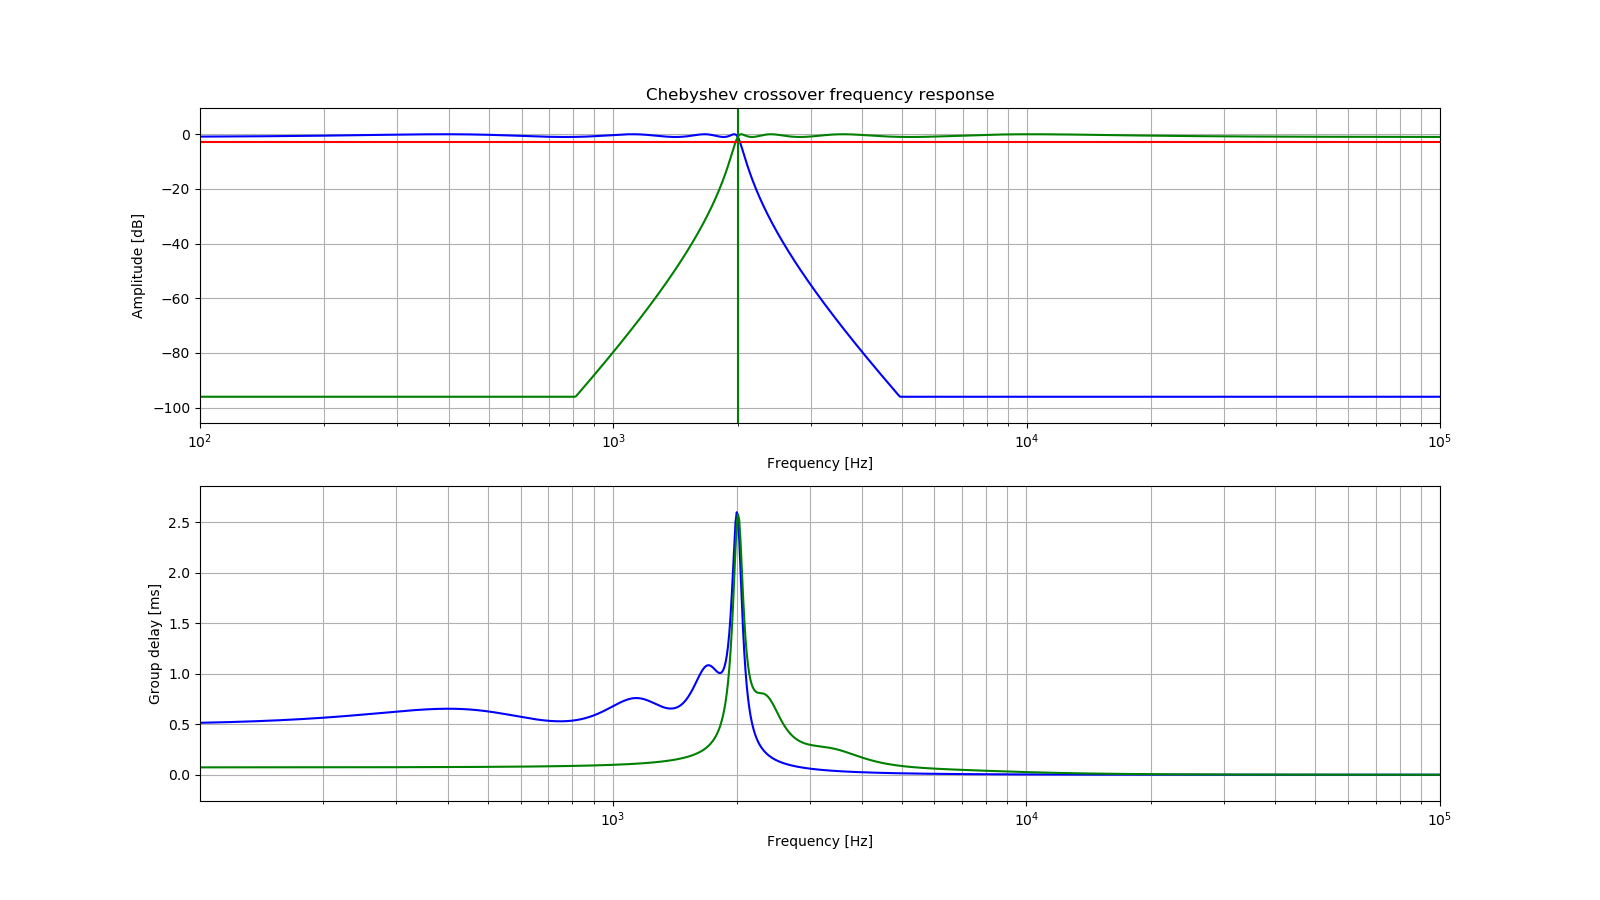 Chebyshev crossover frequency response
Amplitude [dB]
0
−20
−40
−60
−80
−100
10² 10³ 10⁴ 10⁵
Frequency [Hz]
Group delay [ms]
2.5
2.0
1.5
1.0
0.5
0.0
10³ 10⁴ 10⁵
Frequency [Hz]